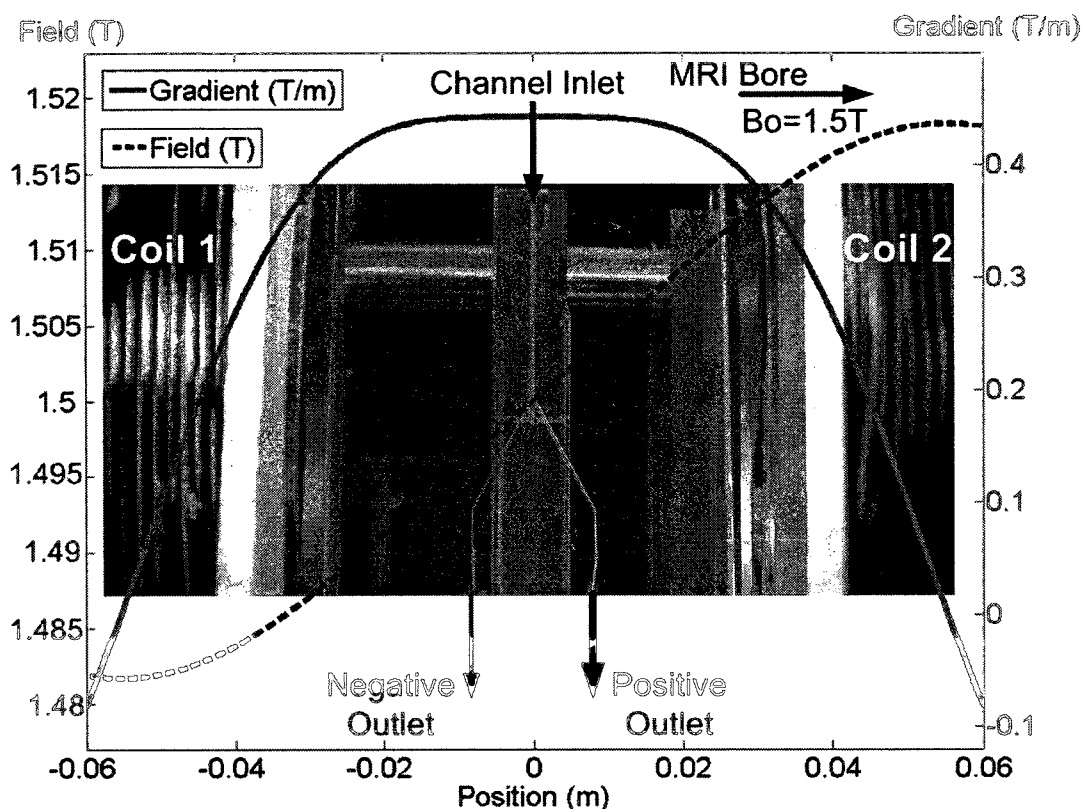 Field (T)
Gradient (T/m)
Gradient (T/m)
Field (T)
Channel Inlet
MRI Bore
Bo=1.5T
1.52
1.515
1.51
1.505
1.5
1.495
1.49
1.485
1.48
0.4
0.3
0.2
0.1
0
-0.1
Coil 1
Coil 2
Negative
Outlet
Positive
Outlet
-0.06
-0.04
-0.02
0
0.02
0.04
0.06
Position (m)